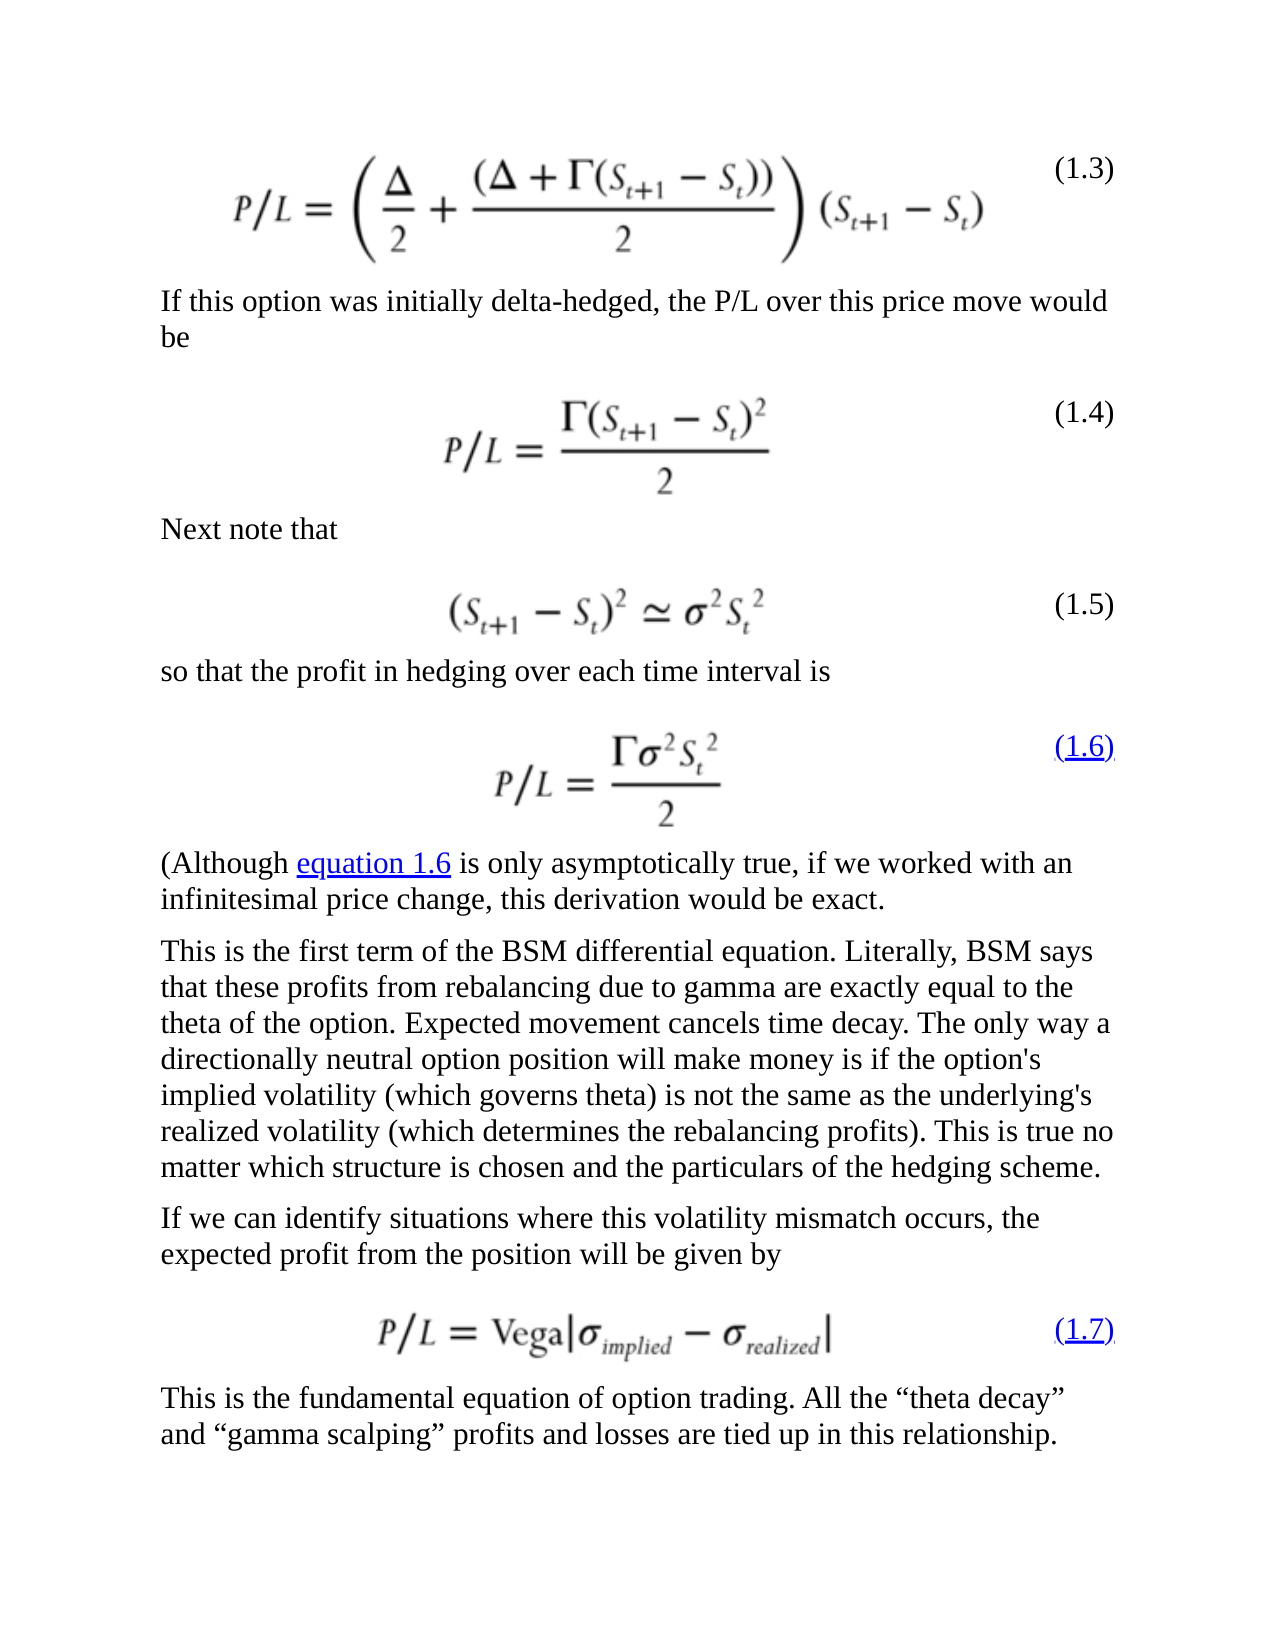 P/L = (Δ/2 + (Δ + Γ(S_{t+1} − S_t))/2) (S_{t+1} − S_t) (1.3)
If this option was initially delta-hedged, the P/L over this price move would
be
P/L = Γ(S_{t+1} − S_t)²/2 (1.4)
Next note that
(S_{t+1} − S_t)² ≃ σ²S_t² (1.5)
so that the profit in hedging over each time interval is
P/L = Γσ²S_t²/2 (1.6)
(Although equation 1.6 is only asymptotically true, if we worked with an
infinitesimal price change, this derivation would be exact.
This is the first term of the BSM differential equation. Literally, BSM says
that these profits from rebalancing due to gamma are exactly equal to the
theta of the option. Expected movement cancels time decay. The only way a
directionally neutral option position will make money is if the option's
implied volatility (which governs theta) is not the same as the underlying's
realized volatility (which determines the rebalancing profits). This is true no
matter which structure is chosen and the particulars of the hedging scheme.
If we can identify situations where this volatility mismatch occurs, the
expected profit from the position will be given by
P/L = Vega|σ_{implied} − σ_{realized}| (1.7)
This is the fundamental equation of option trading. All the “theta decay”
and “gamma scalping” profits and losses are tied up in this relationship.